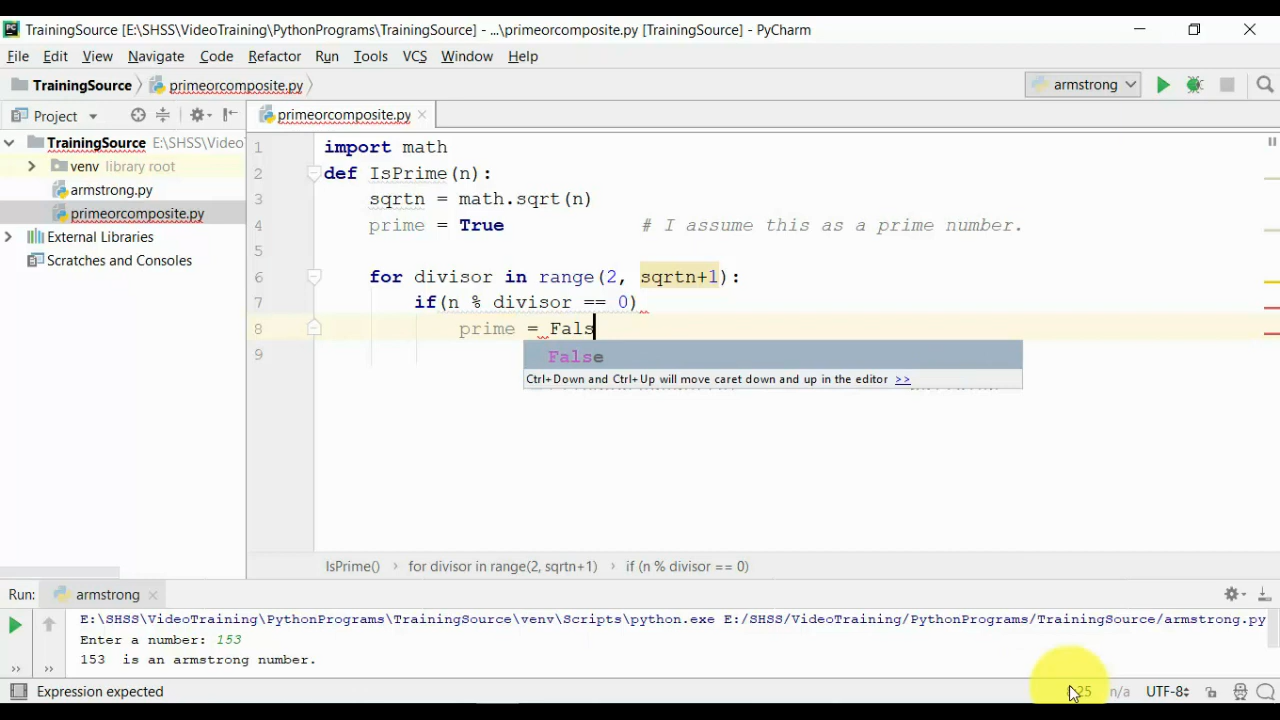 TrainingSource [E:\SHSS\VideoTraining\PythonPrograms\TrainingSource] - ...\primeorcomposite.py [TrainingSource] - PyCharm
File Edit View Navigate Code Refactor Run Tools VCS Window Help
TrainingSource primeorcomposite.py armstrong
Project primeorcomposite.py
TrainingSource E:\SHSS\Video
venv library root
armstrong.py
primeorcomposite.py
External Libraries
Scratches and Consoles
1 import math
2 def IsPrime(n):
3 sqrtn = math.sqrt(n)
4 prime = True # I assume this as a prime number.
5
6 for divisor in range(2, sqrtn+1):
7 if(n % divisor == 0)
8 prime = Fals
9 False
Ctrl+Down and Ctrl+Up will move caret down and up in the editor >>
IsPrime() › for divisor in range(2, sqrtn+1) › if (n % divisor == 0)
Run: armstrong
E:\SHSS\VideoTraining\PythonPrograms\TrainingSource\venv\Scripts\python.exe E:/SHSS/VideoTraining/PythonPrograms/TrainingSource/armstrong.py
Enter a number: 153
153 is an armstrong number.
Expression expected n/a UTF-8